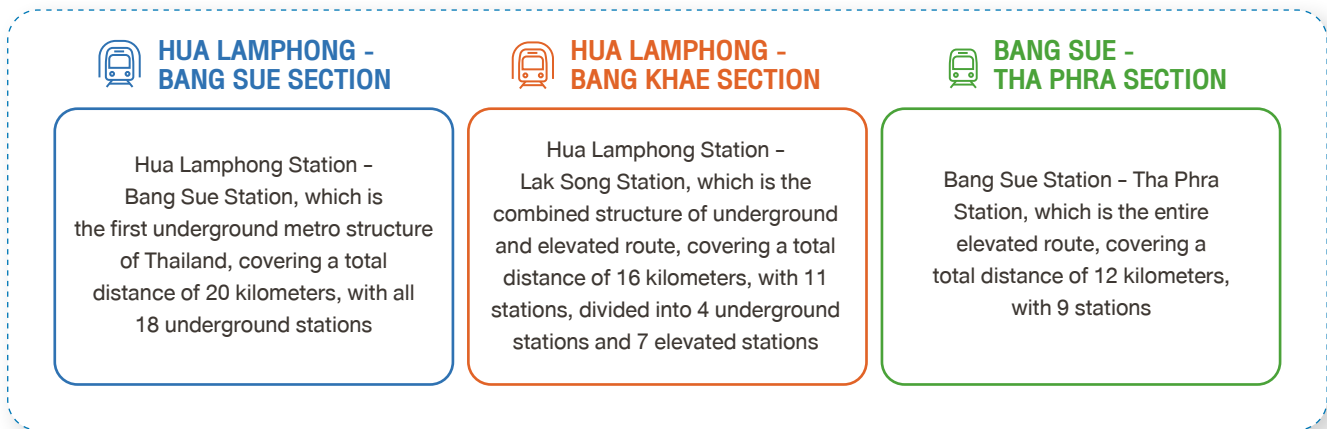 HUA LAMPHONG –
BANG SUE SECTION
Hua Lamphong Station –
Bang Sue Station, which is
the first underground metro structure
of Thailand, covering a total
distance of 20 kilometers, with all
18 underground stations
HUA LAMPHONG –
BANG KHAE SECTION
Hua Lamphong Station –
Lak Song Station, which is the
combined structure of underground
and elevated route, covering a total
distance of 16 kilometers, with 11
stations, divided into 4 underground
stations and 7 elevated stations
BANG SUE –
THA PHRA SECTION
Bang Sue Station – Tha Phra
Station, which is the entire
elevated route, covering a
total distance of 12 kilometers,
with 9 stations